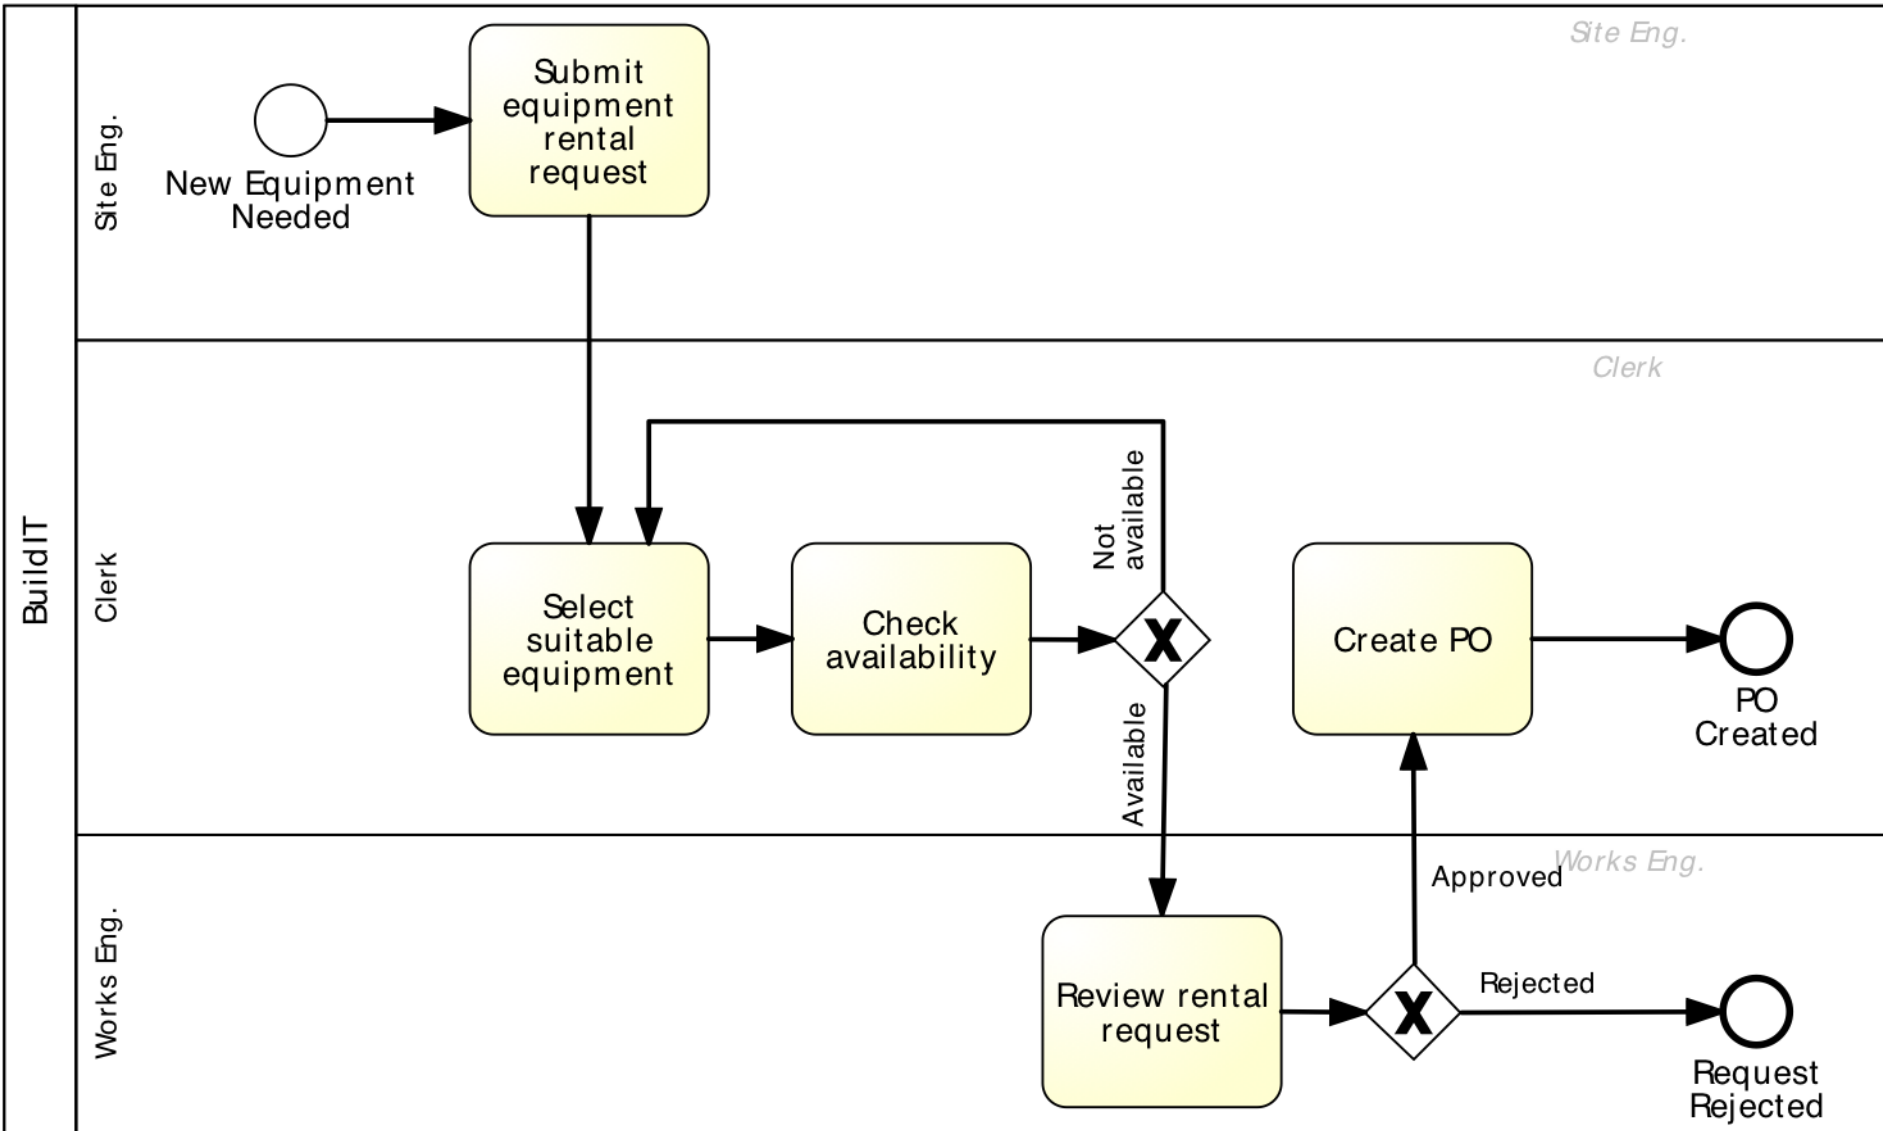 BuildIT
Site Eng.
Site Eng.
New Equipment
Needed
Submit
equipment
rental
request
Clerk
Clerk
Select
suitable
equipment
Check
availability
Not
available
Available
Create PO
PO
Created
Works Eng.
Works Eng.
Review rental
request
Approved
Rejected
Request
Rejected
X
X